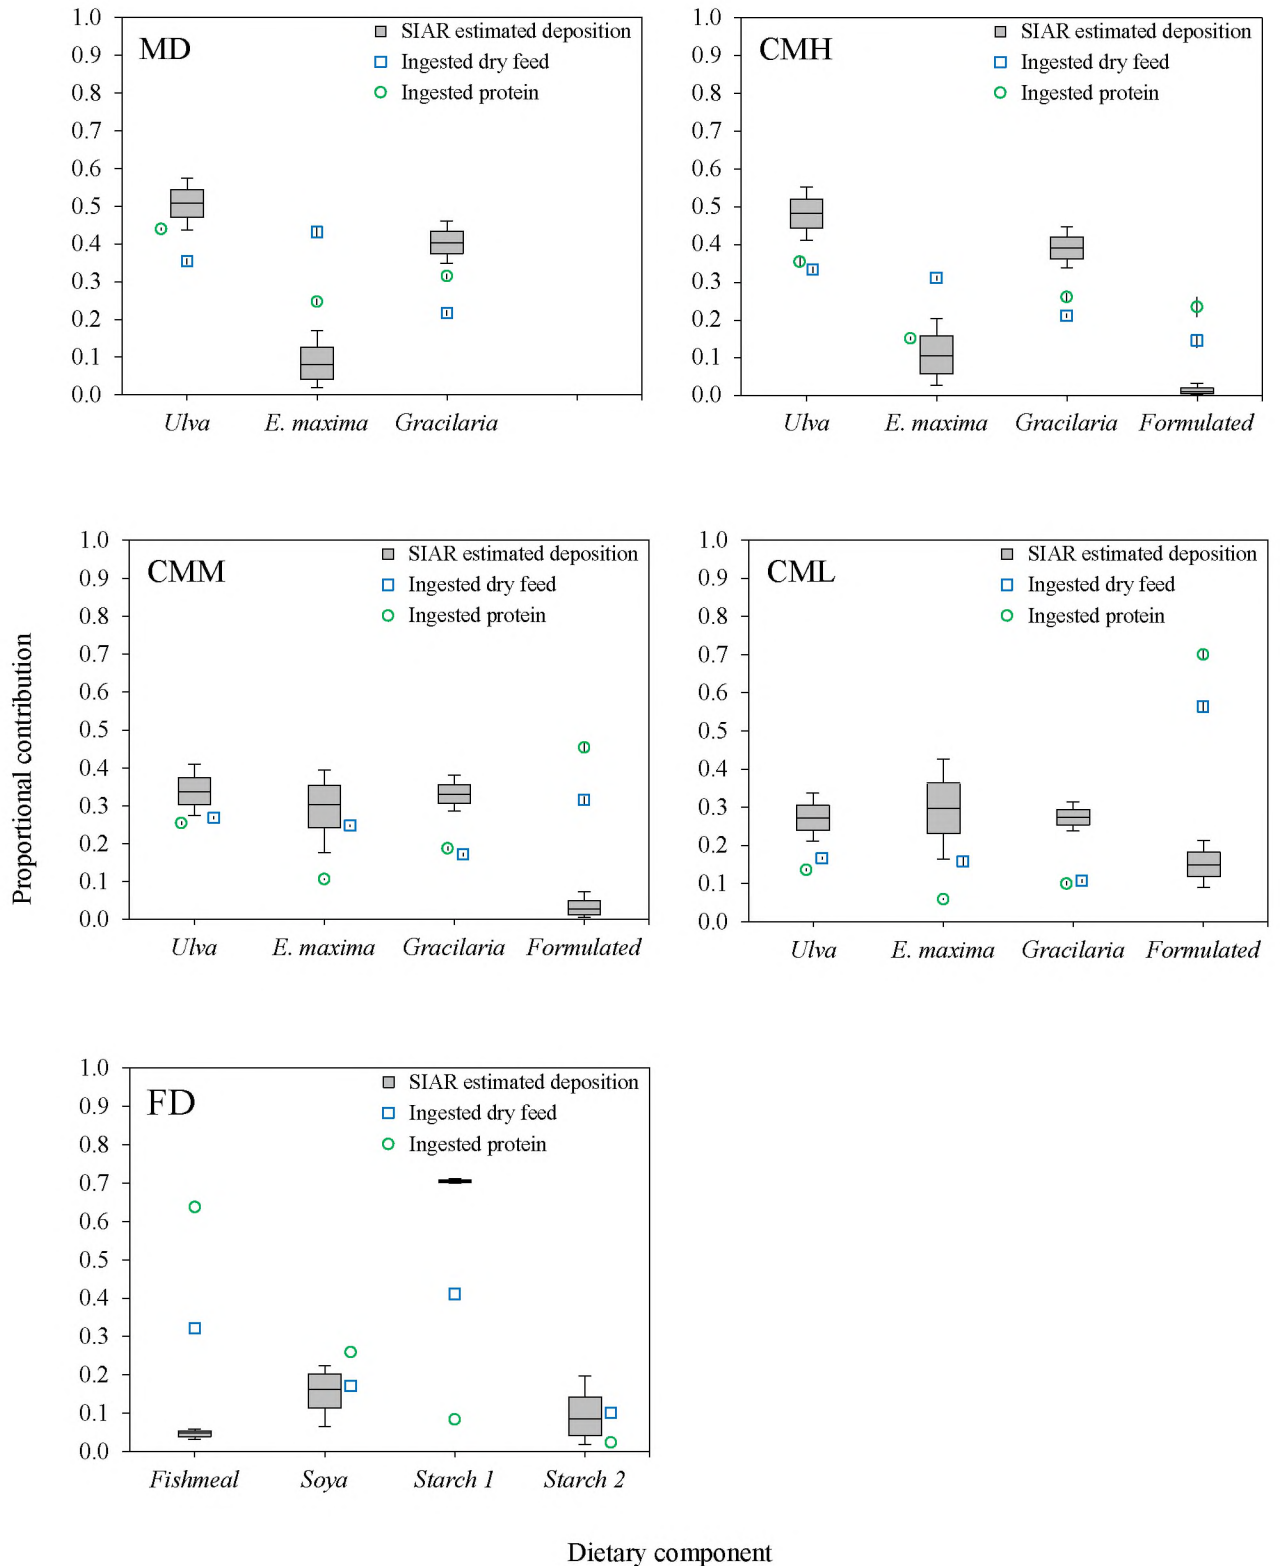 MD
SIAR estimated deposition
Ingested dry feed
Ingested protein
1.0
0.9
0.8
0.7
0.6
0.5
0.4
0.3
0.2
0.1
0.0
Ulva E. maxima Gracilaria
CMH
SIAR estimated deposition
Ingested dry feed
Ingested protein
1.0
0.9
0.8
0.7
0.6
0.5
0.4
0.3
0.2
0.1
0.0
Ulva E. maxima Gracilaria Formulated
Proportional contribution
CMM
SIAR estimated deposition
Ingested dry feed
Ingested protein
1.0
0.9
0.8
0.7
0.6
0.5
0.4
0.3
0.2
0.1
0.0
Ulva E. maxima Gracilaria Formulated
CML
SIAR estimated deposition
Ingested dry feed
Ingested protein
1.0
0.9
0.8
0.7
0.6
0.5
0.4
0.3
0.2
0.1
0.0
Ulva E. maxima Gracilaria Formulated
FD
SIAR estimated deposition
Ingested dry feed
Ingested protein
1.0
0.9
0.8
0.7
0.6
0.5
0.4
0.3
0.2
0.1
0.0
Fishmeal Soya Starch 1 Starch 2
Dietary component